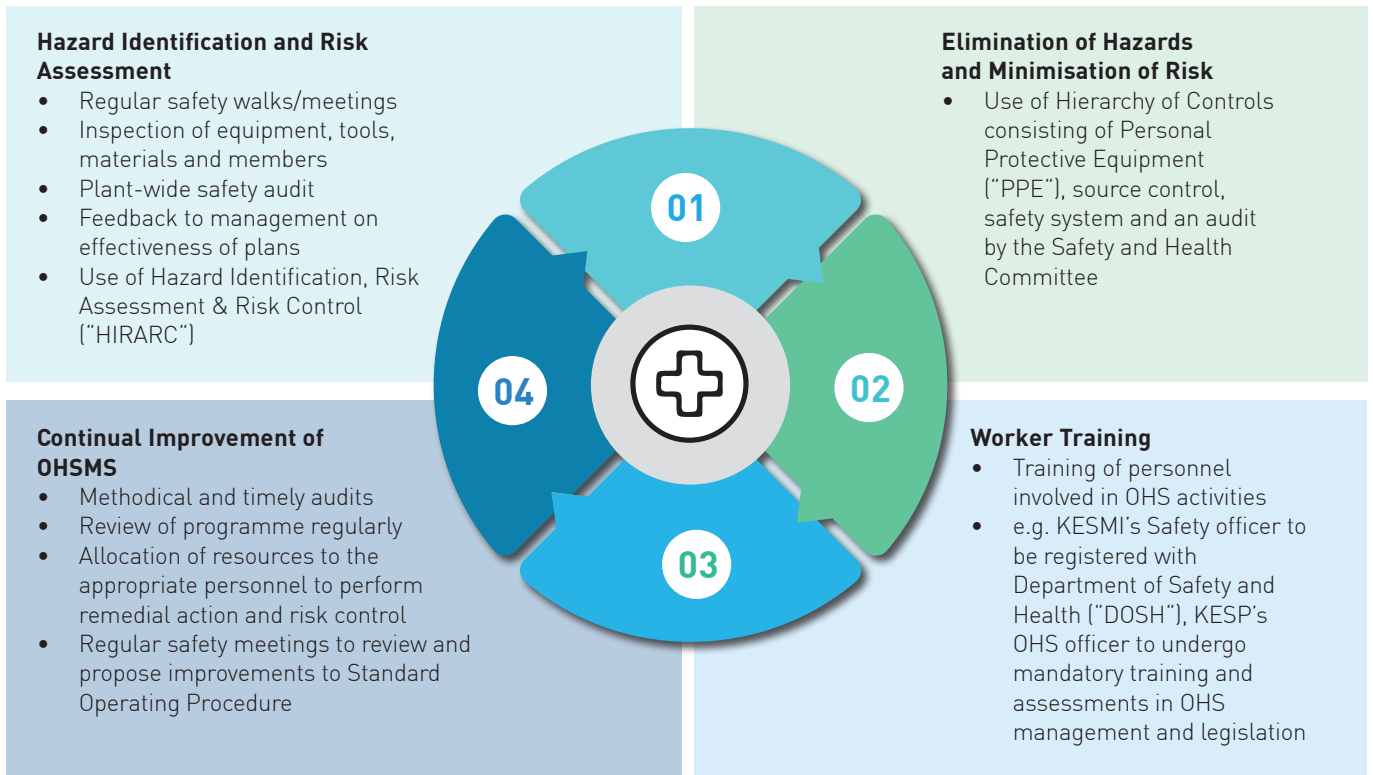 Hazard Identification and Risk
Assessment
• Regular safety walks/meetings
• Inspection of equipment, tools,
materials and members
• Plant-wide safety audit
• Feedback to management on
effectiveness of plans
• Use of Hazard Identification, Risk
Assessment & Risk Control
(“HIRARC“)
Elimination of Hazards
and Minimisation of Risk
• Use of Hierarchy of Controls
consisting of Personal
Protective Equipment
(“PPE“), source control,
safety system and an audit
by the Safety and Health
Committee
01
02
03
04
Worker Training
• Training of personnel
involved in OHS activities
• e.g. KESMI’s Safety officer to
be registered with
Department of Safety and
Health (“DOSH“), KESP’s
OHS officer to undergo
mandatory training and
assessments in OHS
management and legislation
Continual Improvement of
OHSMS
• Methodical and timely audits
• Review of programme regularly
• Allocation of resources to the
appropriate personnel to perform
remedial action and risk control
• Regular safety meetings to review and
propose improvements to Standard
Operating Procedure